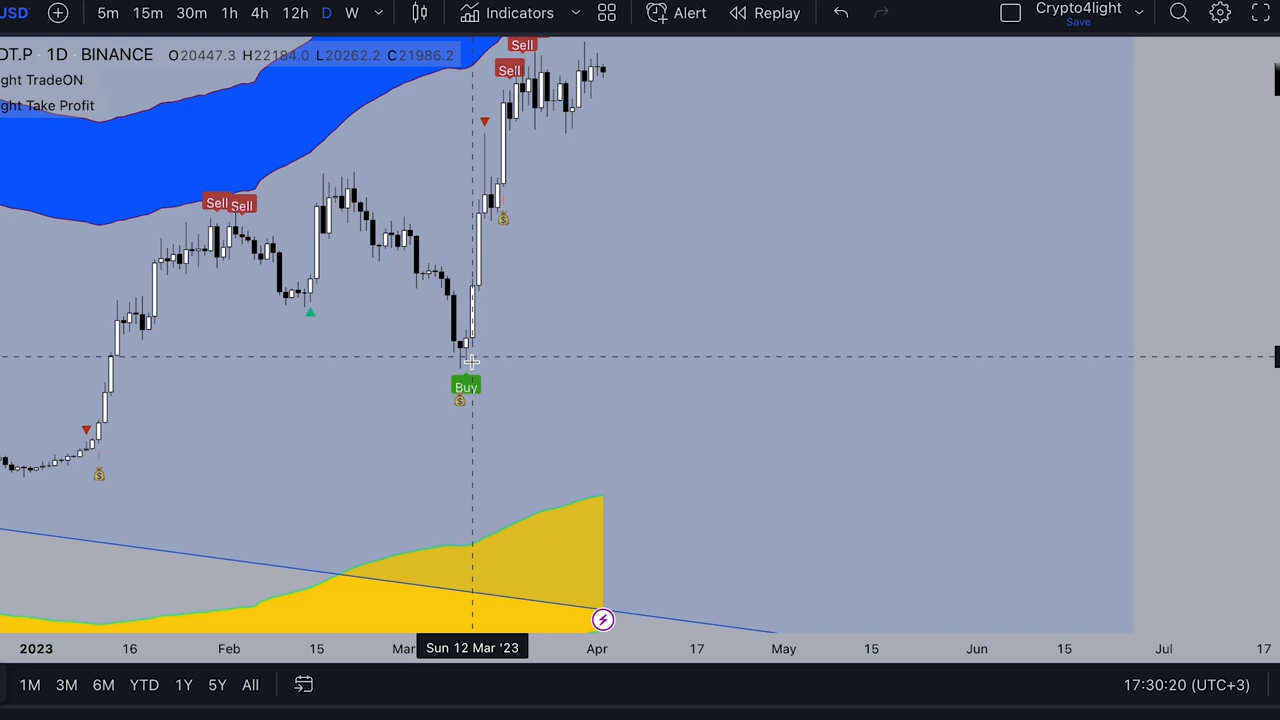 USD 5m 15m 30m 1h 4h 12h D W Indicators Alert Replay Crypto4light
Save
DT.P · 1D · BINANCE O20447.3 H22184.0 L20262.2 C21986.2
ght TradeON
ght Take Profit
Sell
Sell
Sell Sell
Buy
2023 16 Feb 15 Mar Sun 12 Mar '23 Apr 17 May 15 Jun 15 Jul 17
1M 3M 6M YTD 1Y 5Y All 17:30:20 (UTC+3)